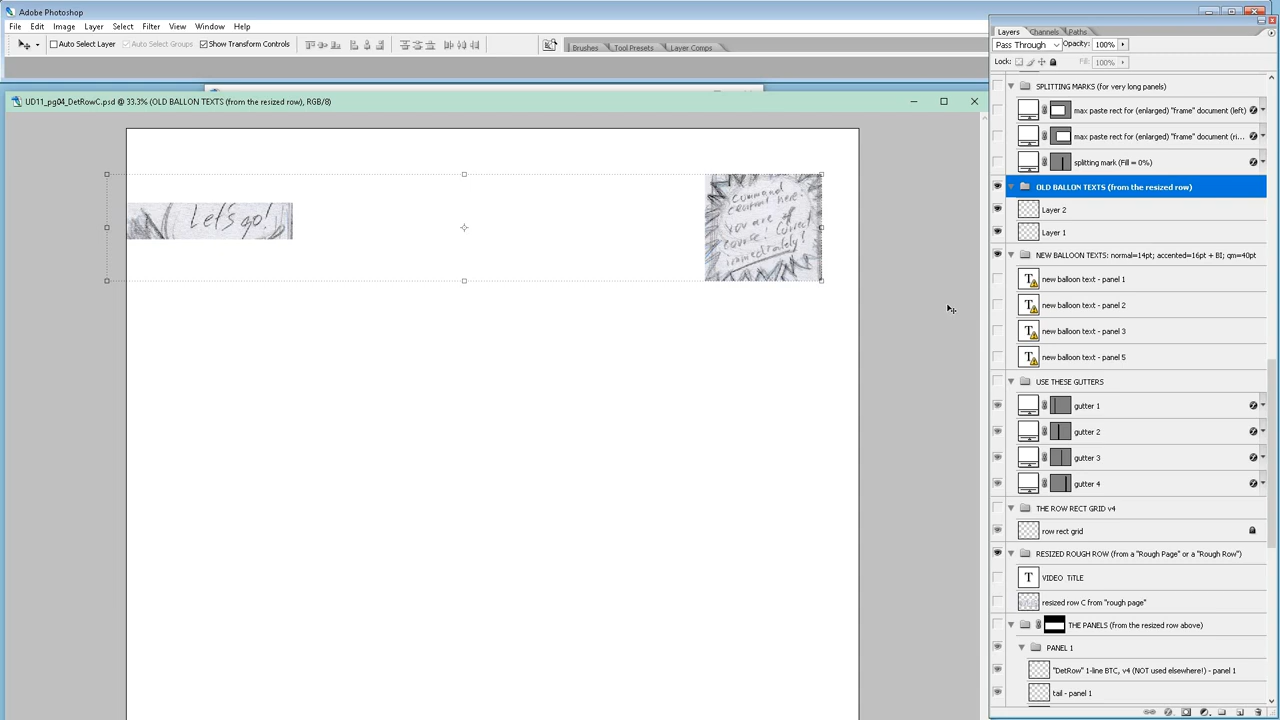 Adobe Photoshop
File Edit Image Layer Select Filter View Window Help
Auto Select Layer Auto Select Groups Show Transform Controls
Brushes Tool Presets Layer Comps
UD11_pg04_DetRowC.psd @ 33.3% (OLD BALLON TEXTS (from the resized row), RGB/8)
Let's go!
Command
Central here.
You are off
course! Correct
immediately!
Layers Channels Paths
Pass Through Opacity: 100%
Lock: Fill: 100%
SPLITTING MARKS (for very long panels)
max paste rect for (enlarged) "frame" document (left)
max paste rect for (enlarged) "frame" document (ri...
splitting mark (Fill = 0%)
OLD BALLON TEXTS (from the resized row)
Layer 2
Layer 1
NEW BALLOON TEXTS: normal=14pt; accented=16pt + BI; qm=40pt
T new balloon text - panel 1
T new balloon text - panel 2
T new balloon text - panel 3
T new balloon text - panel 5
USE THESE GUTTERS
gutter 1
gutter 2
gutter 3
gutter 4
THE ROW RECT GRID v4
row rect grid
RESIZED ROUGH ROW (from a "Rough Page" or a "Rough Row")
T VIDEO TITLE
resized row C from "rough page"
THE PANELS (from the resized row above)
PANEL 1
"DetRow" 1-line BTC, v4 (NOT used elsewhere!) - panel 1
tail - panel 1